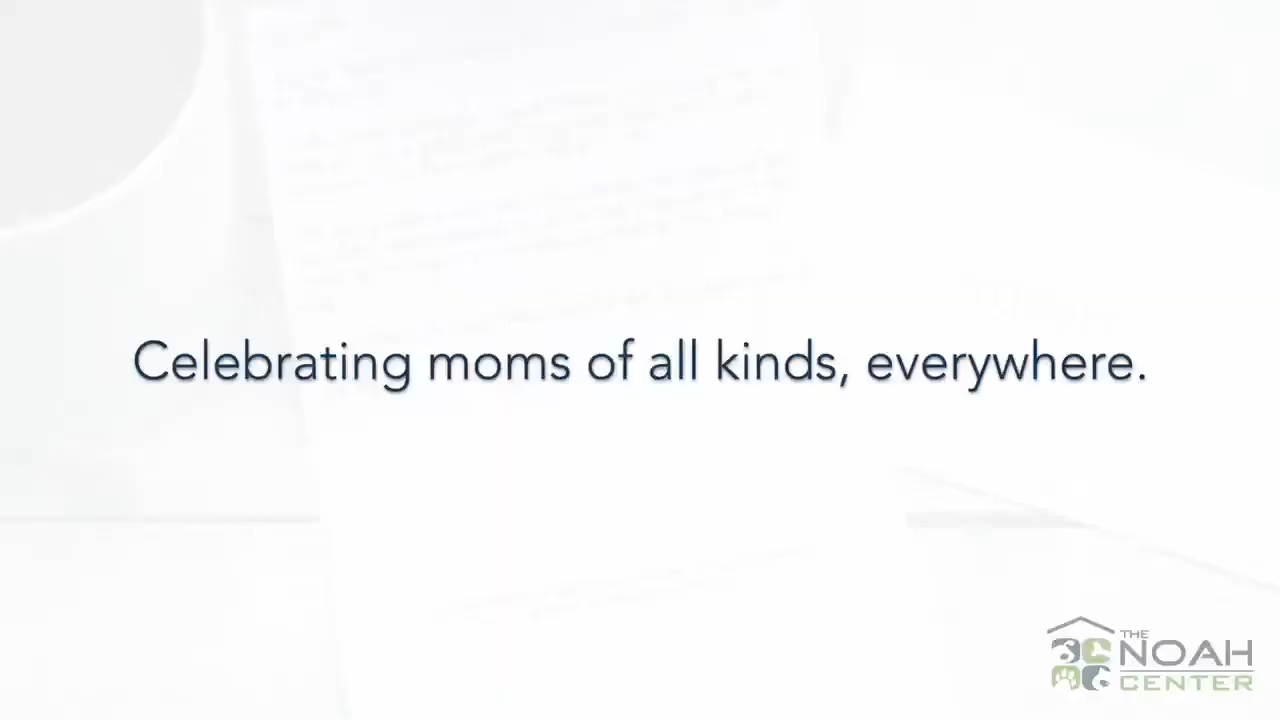 Celebrating moms of all kinds, everywhere.
THE
NOAH
CENTER